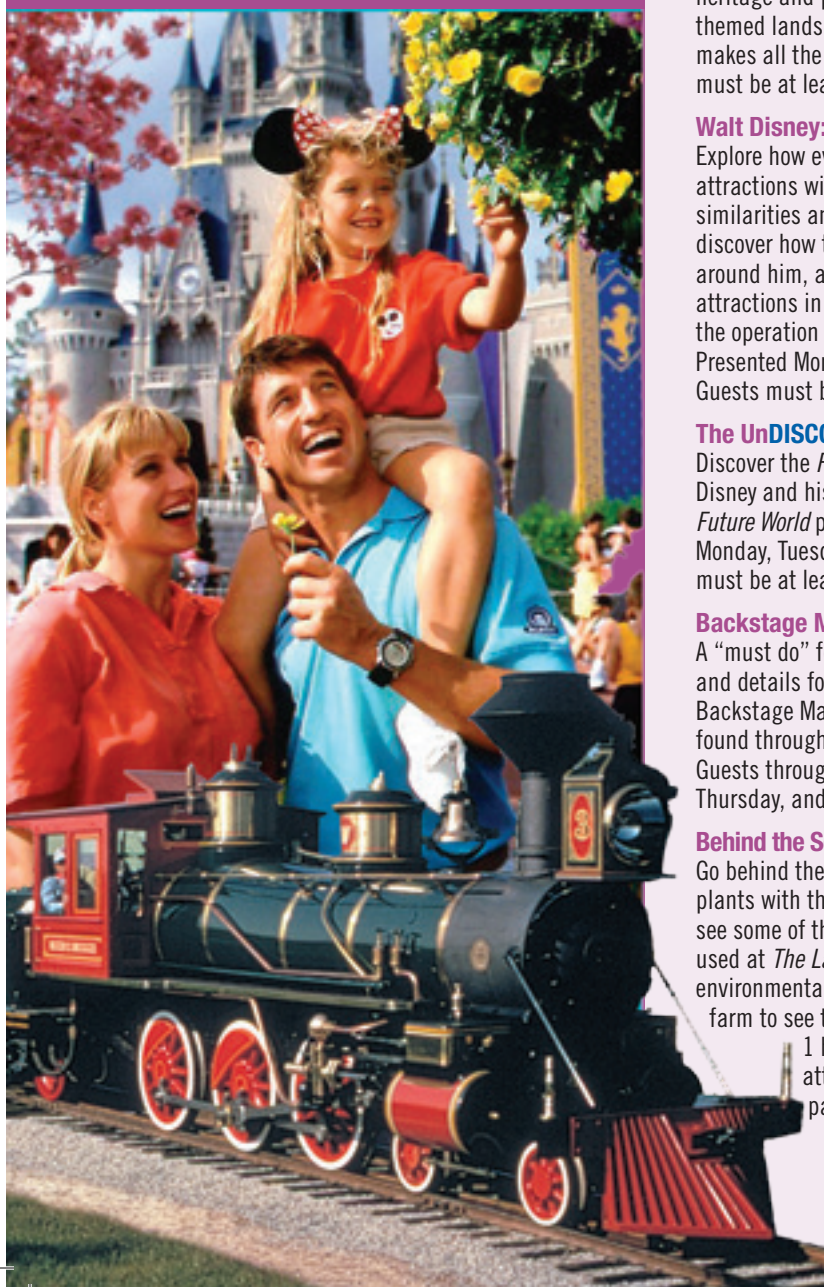 heritage and p
themed lands
makes all the
must be at lea
Walt Disney:
Explore how ev
attractions wi
similarities an
discover how t
around him, a
attractions in
the operation
Presented Mon
Guests must b
The UnDISCO
Discover the F
Disney and his
Future World p
Monday, Tuesd
must be at lea
Backstage M
A “must do” f
and details fo
Backstage Ma
found through
Guests throug
Thursday, and
Behind the S
Go behind the
plants with th
see some of th
used at The La
environmenta
farm to see t
1 h
att
pa